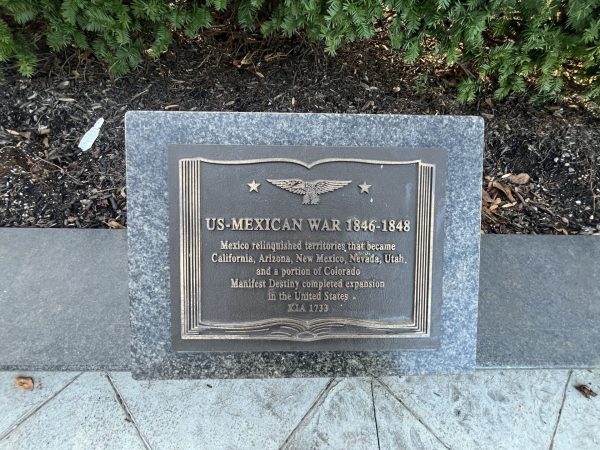 US-MEXICAN WAR 1846-1848
Mexico relinquished territories that became
California, Arizona, New Mexico, Nevada, Utah,
and a portion of Colorado
Manifest Destiny completed expansion
in the United States
KIA 1733